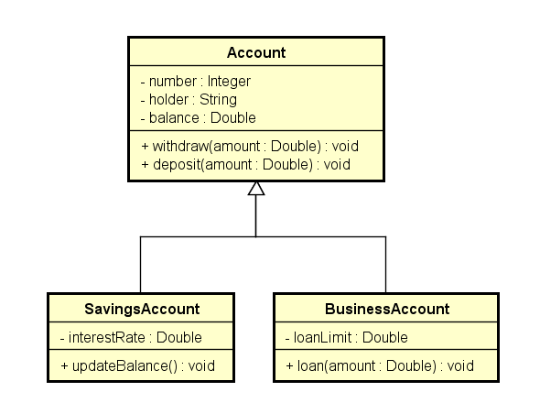 Account
- number : Integer
- holder : String
- balance : Double
+ withdraw(amount : Double) : void
+ deposit(amount : Double) : void
SavingsAccount
- interestRate : Double
+ updateBalance() : void
BusinessAccount
- loanLimit : Double
+ loan(amount : Double) : void